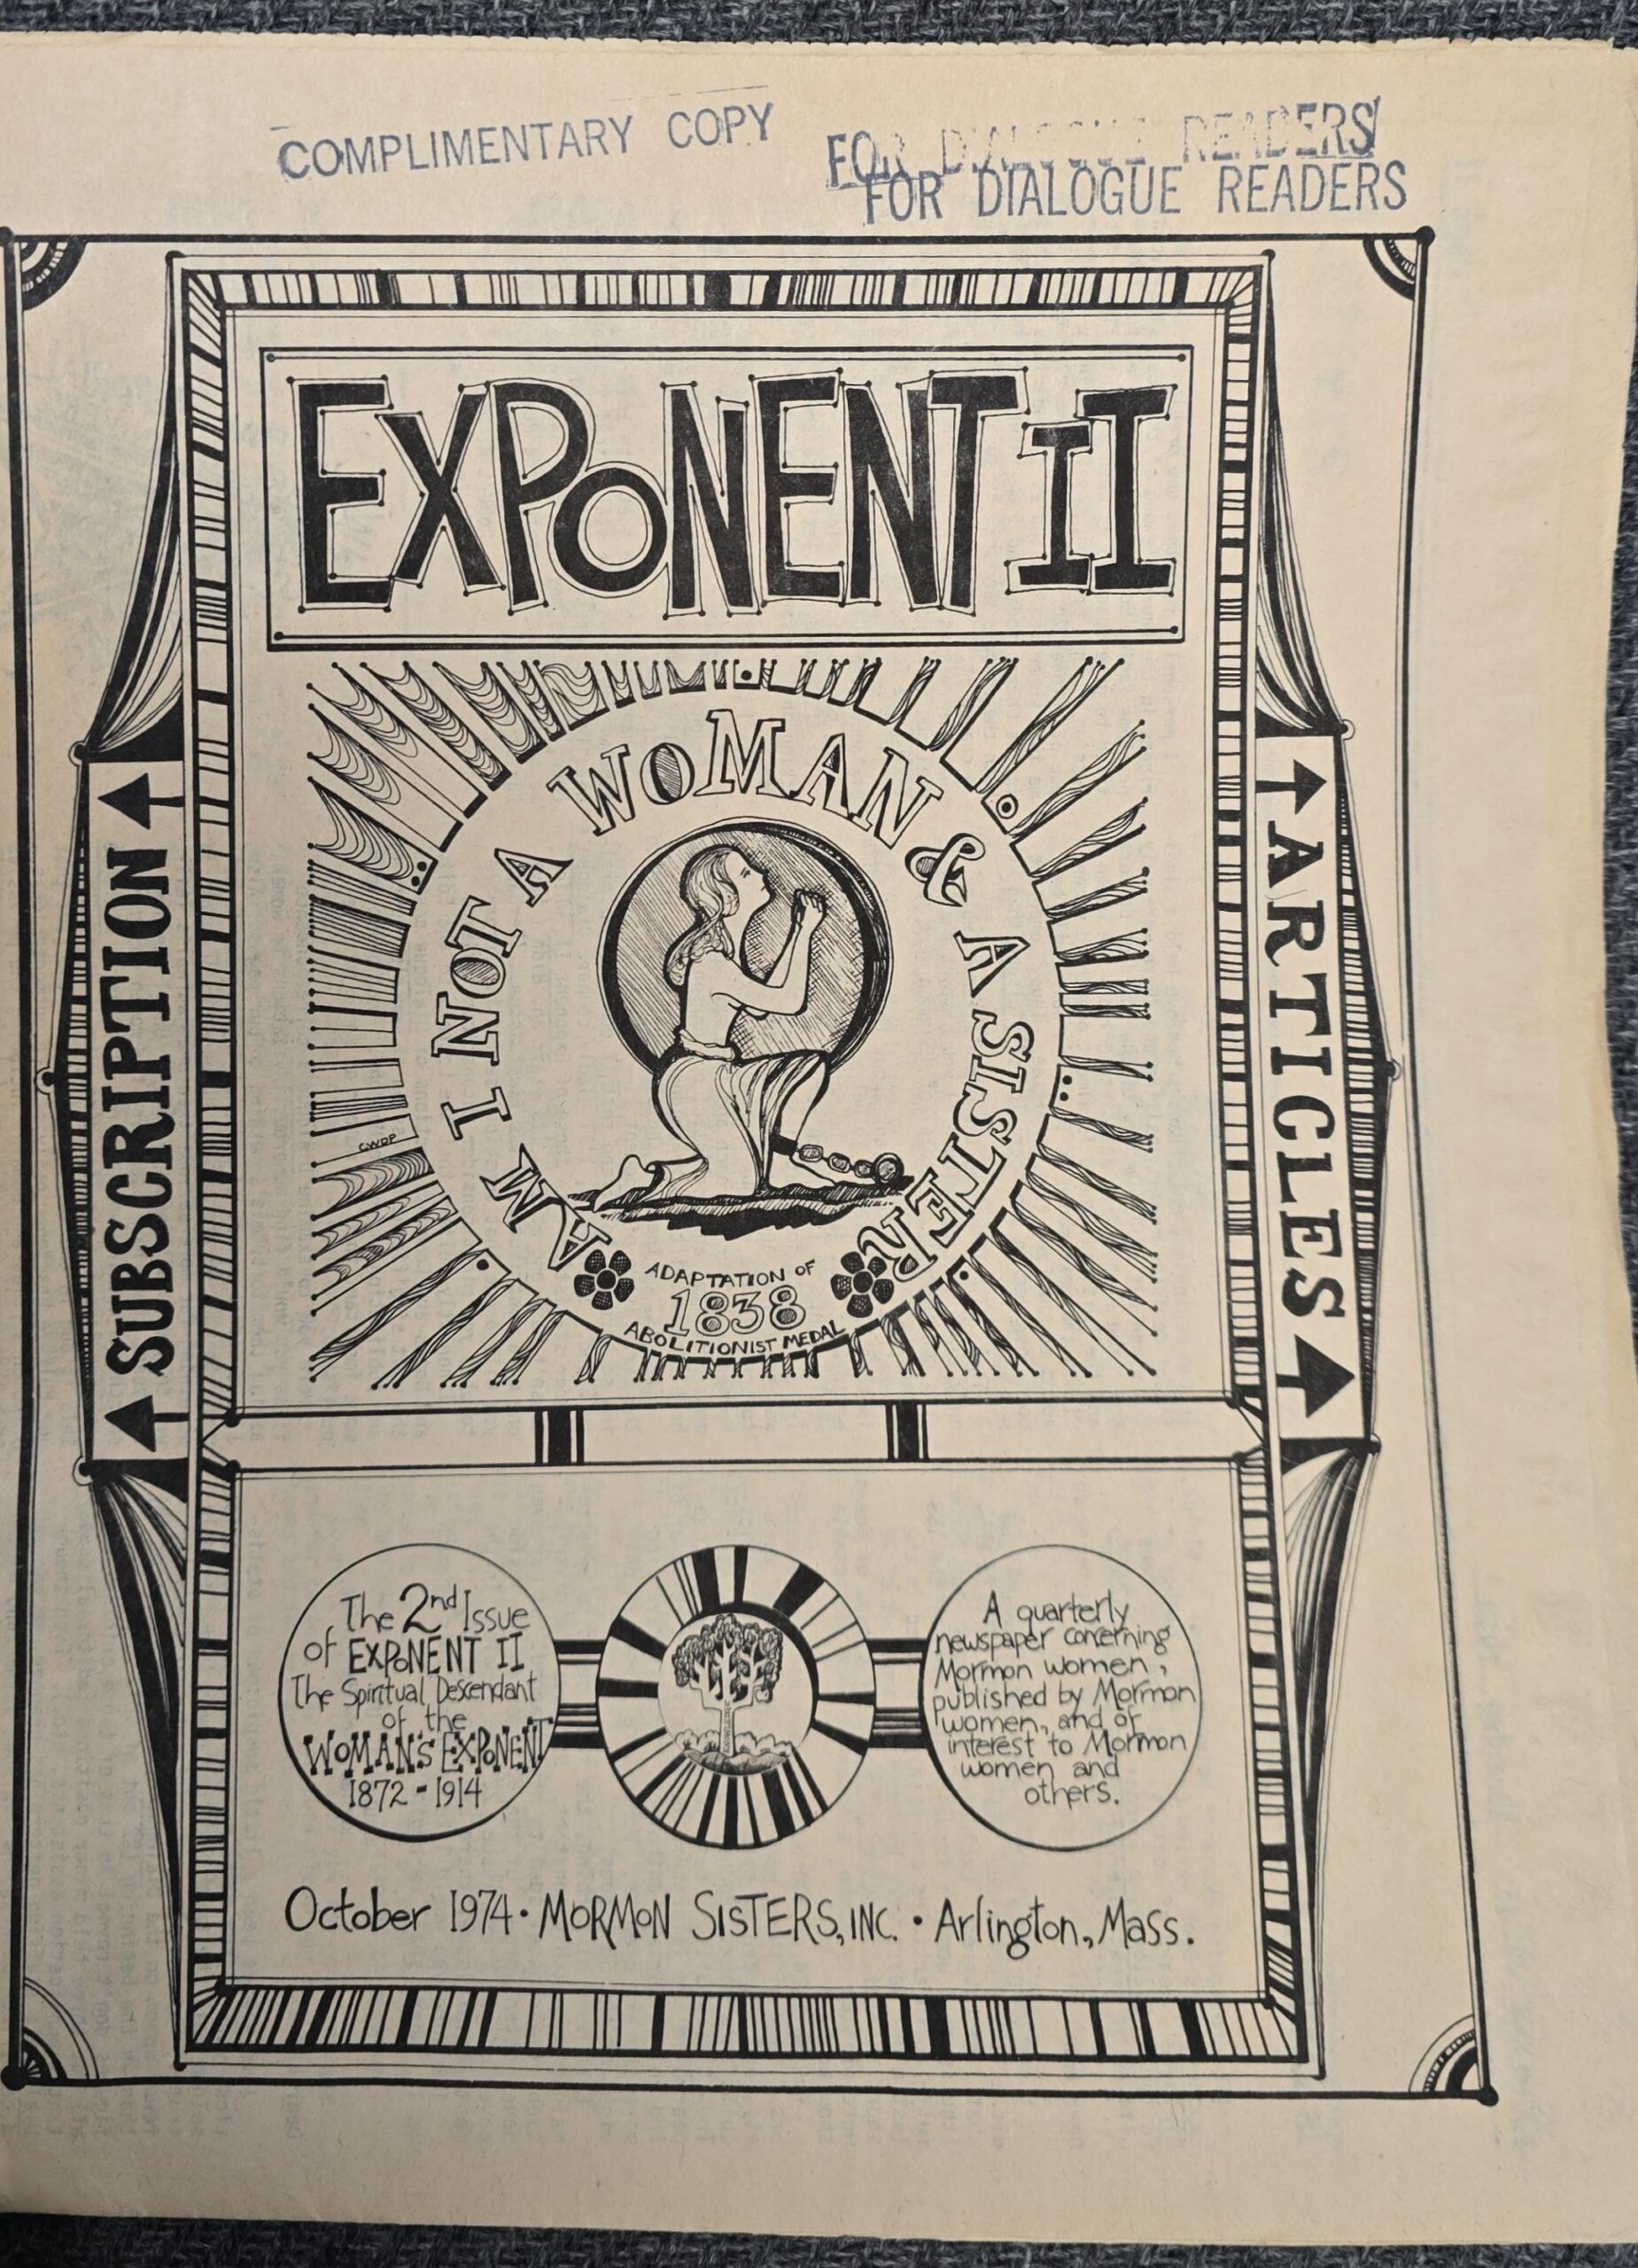 COMPLIMENTARY COPY
FOR DIALOGUE READERS
FOR DIALOGUE READERS
EXPONENT II
AM I NOT A WOMAN & A SISTER
ADAPTATION OF
1838
ABOLITIONIST MEDAL
CWDP
SUBSCRIPTION
ARTICLES
The 2nd Issue
of EXPONENT II
The Spiritual Descendant
of the
WOMAN'S EXPONENT
1872 - 1914
A quarterly
newspaper concerning
Mormon women,
published by Mormon
women, and of
interest to Mormon
women and
others.
October 1974 · MORMON SISTERS, INC. · Arlington, Mass.